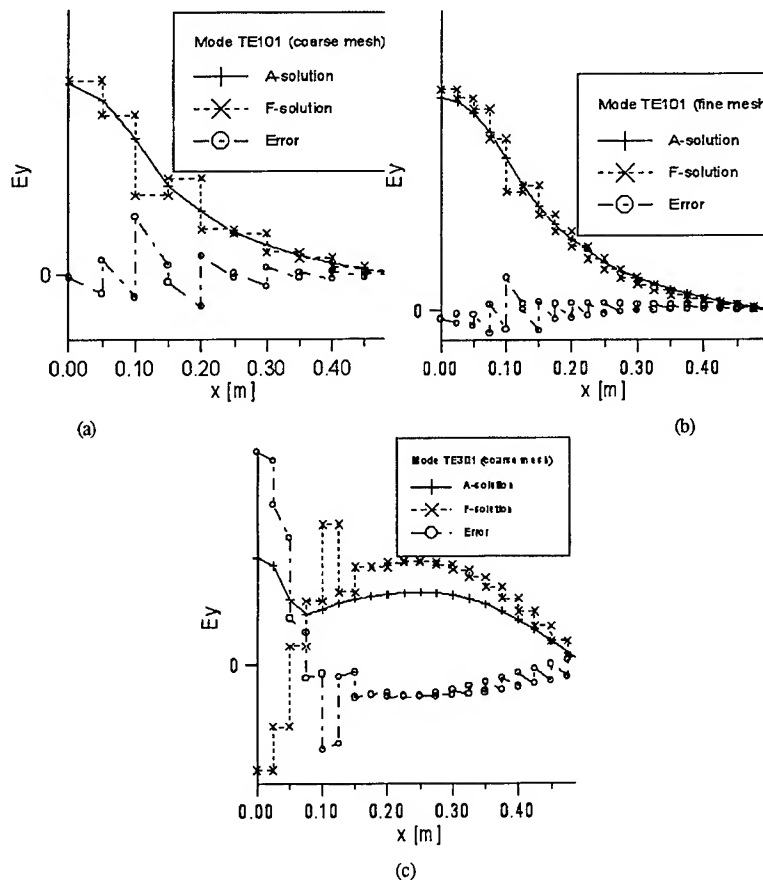 Mode TE101 (coarse mesh)
A-solution
F-solution
Error
Ey
0
0.00 0.10 0.20 0.30 0.40
x [m]
(a)
Mode TE101 (fine mesh
A-solution
F-solution
Error
Ey
0
0.00 0.10 0.20 0.30 0.40
x [m]
(b)
Mode TE301 (coarse mesh)
A-solution
F-solution
Error
Ey
0
0.00 0.10 0.20 0.30 0.40
x [m]
(c)